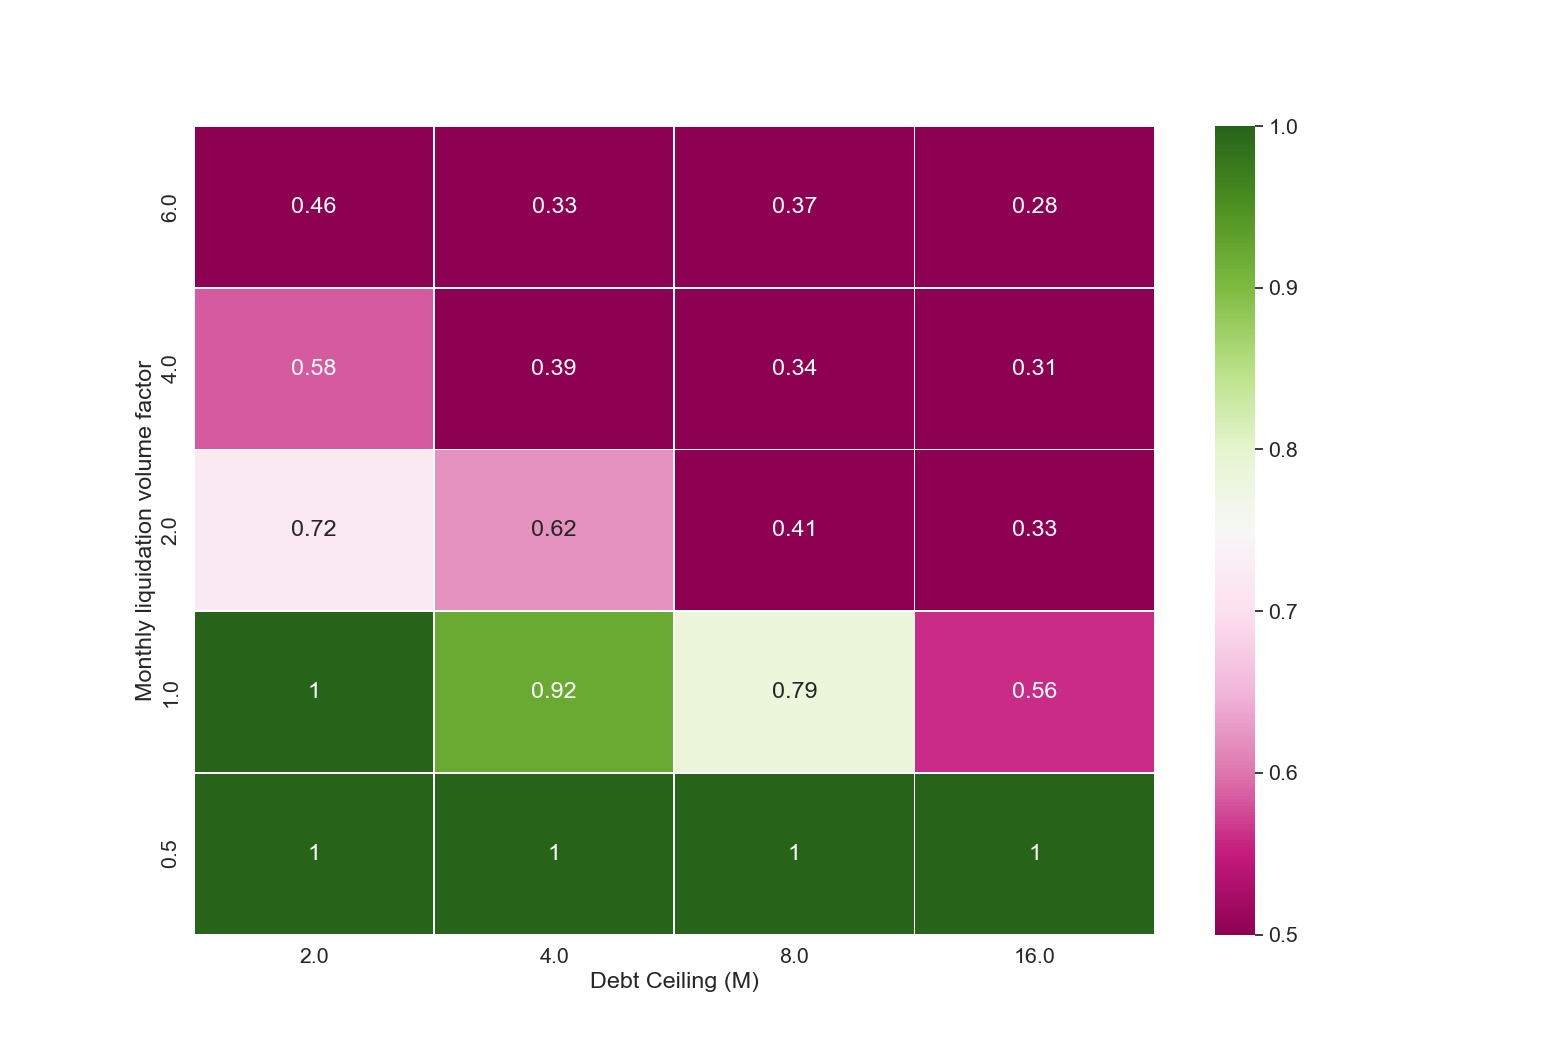 Monthly liquidation volume factor
6.0 0.46 0.33 0.37 0.28
4.0 0.58 0.39 0.34 0.31
2.0 0.72 0.62 0.41 0.33
1.0 1 0.92 0.79 0.56
0.5 1 1 1 1
2.0 4.0 8.0 16.0
Debt Ceiling (M)
1.0
0.9
0.8
0.7
0.6
0.5